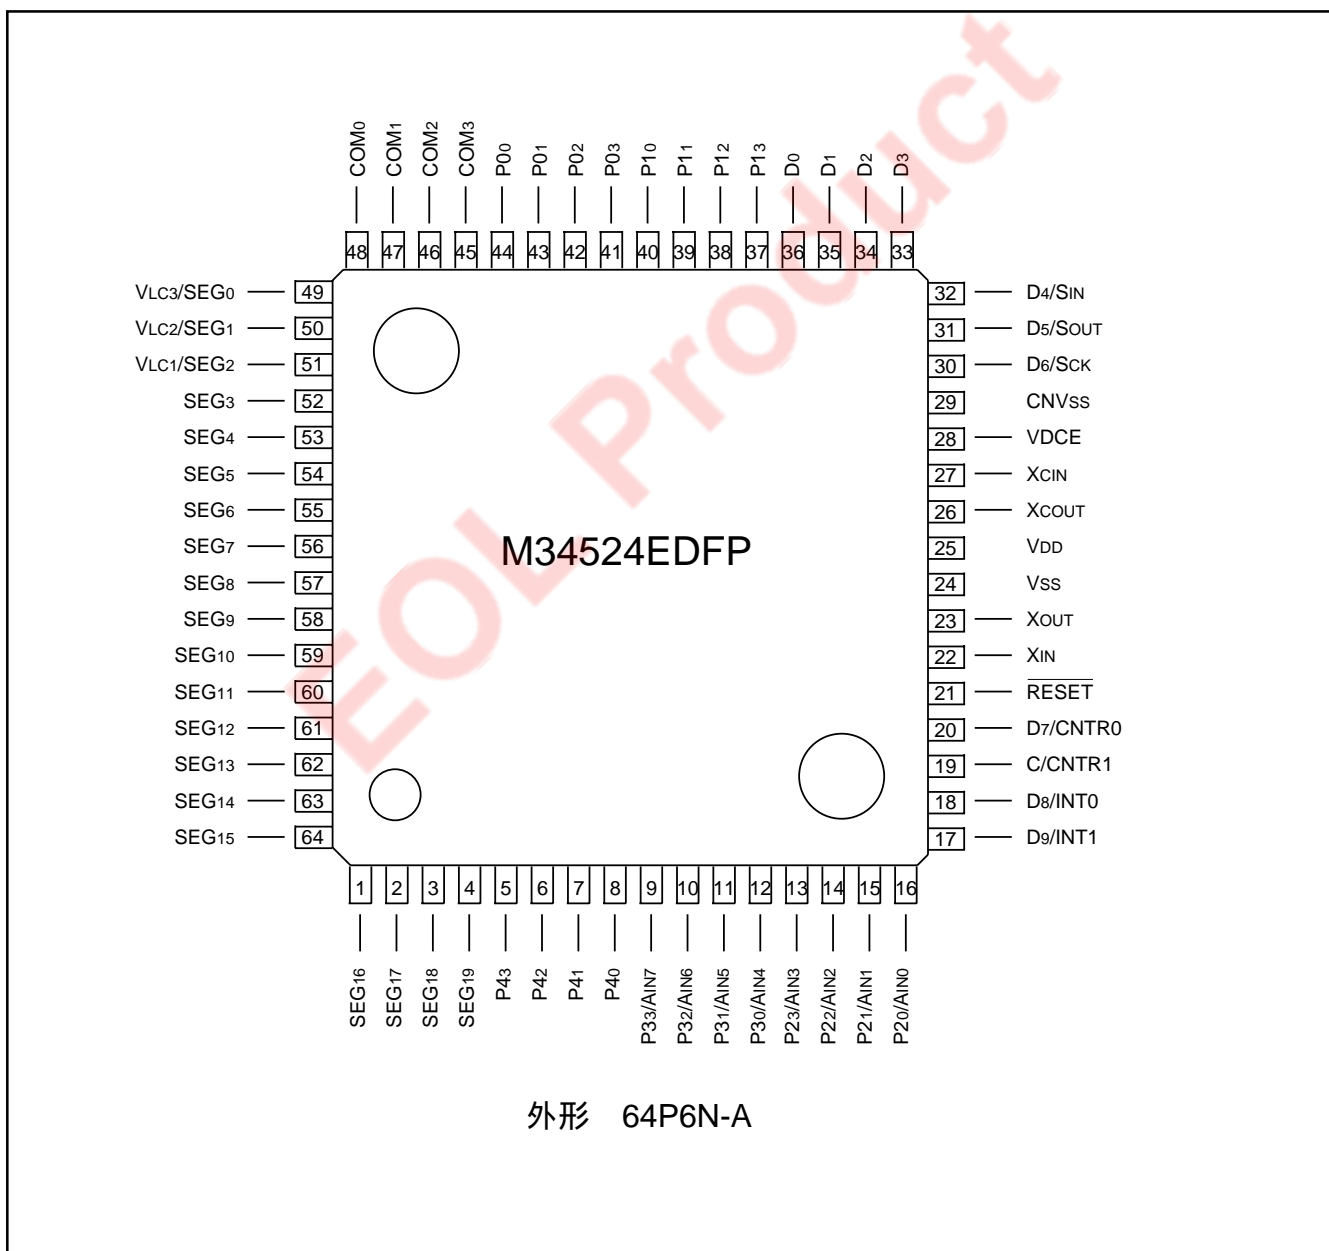 COM0
COM1
COM2
COM3
P00
P01
P02
P03
P10
P11
P12
P13
D0
D1
D2
D3
48
47
46
45
44
43
42
41
40
39
38
37
36
35
34
33
VLC3/SEG0 49
VLC2/SEG1 50
VLC1/SEG2 51
SEG3 52
SEG4 53
SEG5 54
SEG6 55
SEG7 56
SEG8 57
SEG9 58
SEG10 59
SEG11 60
SEG12 61
SEG13 62
SEG14 63
SEG15 64
M34524EDFP
EOL Product
32 D4/SIN
31 D5/SOUT
30 D6/SCK
29 CNVSS
28 VDCE
27 XCIN
26 XCOUT
25 VDD
24 VSS
23 XOUT
22 XIN
21 RESET
20 D7/CNTR0
19 C/CNTR1
18 D8/INT0
17 D9/INT1
1
2
3
4
5
6
7
8
9
10
11
12
13
14
15
16
SEG16
SEG17
SEG18
SEG19
P43
P42
P41
P40
P33/AIN7
P32/AIN6
P31/AIN5
P30/AIN4
P23/AIN3
P22/AIN2
P21/AIN1
P20/AIN0
外形 64P6N-A